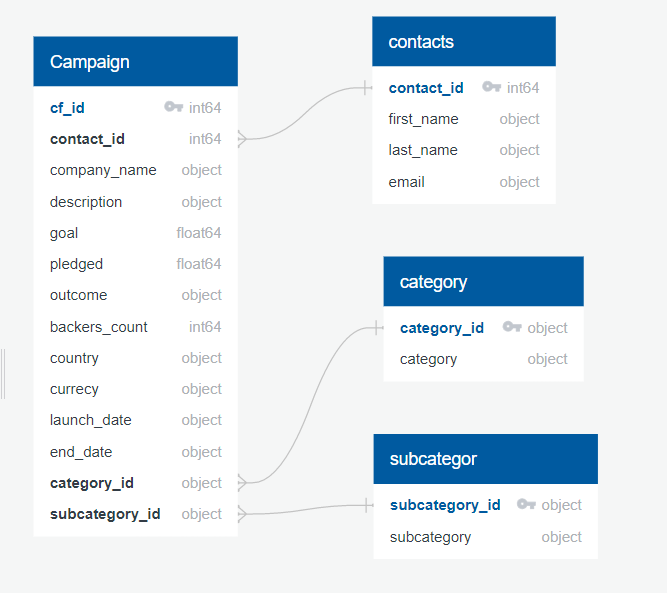 Campaign
cf_id int64
contact_id int64
company_name object
description object
goal float64
pledged float64
outcome object
backers_count int64
country object
currecy object
launch_date object
end_date object
category_id object
subcategory_id object
contacts
contact_id int64
first_name object
last_name object
email object
category
category_id object
category object
subcategor
subcategory_id object
subcategory object